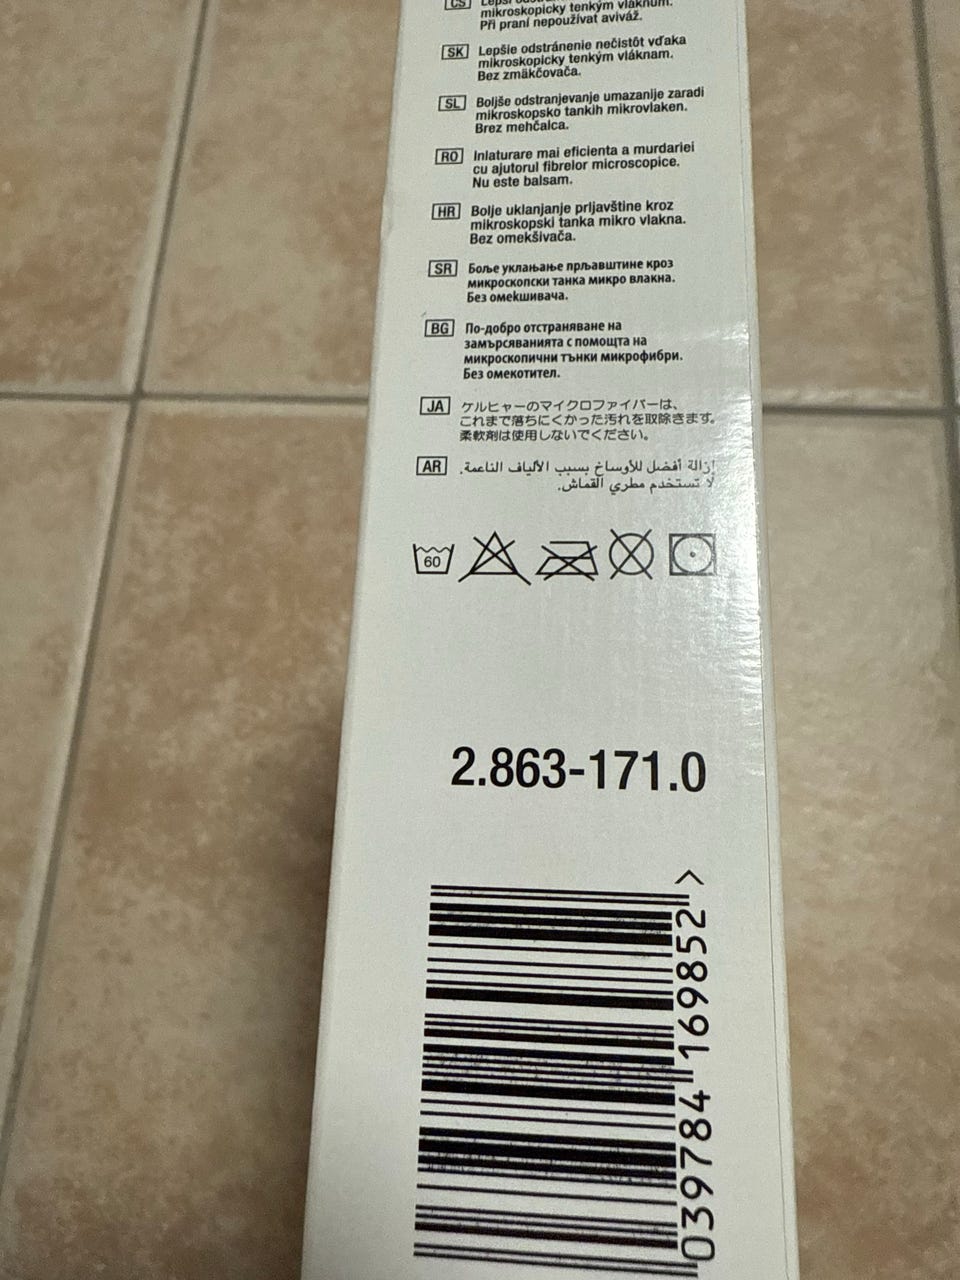 CS Lepší odstra
mikroskopicky tenkým vláknům.
Při praní nepoužívat aviváž.
SK Lepšie odstránenie nečistôt vďaka
mikroskopicky tenkým vláknam.
Bez zmäkčovača.
SL Boljše odstranjevanje umazanije zaradi
mikroskopsko tankih mikrovlaken.
Brez mehčalca.
RO Inlaturare mai eficienta a murdariei
cu ajutorul fibrelor microscopice.
Nu este balsam.
HR Bolje uklanjanje prljavštine kroz
mikroskopski tanka mikro vlakna.
Bez omekšivača.
SR Боље уклањање прљавштине кроз
микроскопски танка микро влакна.
Без омекшивача.
BG По-добро отстраняване на
замърсяванията с помощта на
микроскопични тънки микрофибри.
Без омекотител.
JA ケルヒャーのマイクロファイバーは、
これまで落ちにくかった汚れを取除きます。
柔軟剤は使用しないでください。
AR إزالة أفضل للأوساخ بسبب الألياف الناعمة.
لا تستخدم مطري القماش.
60
2.863-171.0
039784 169852 >